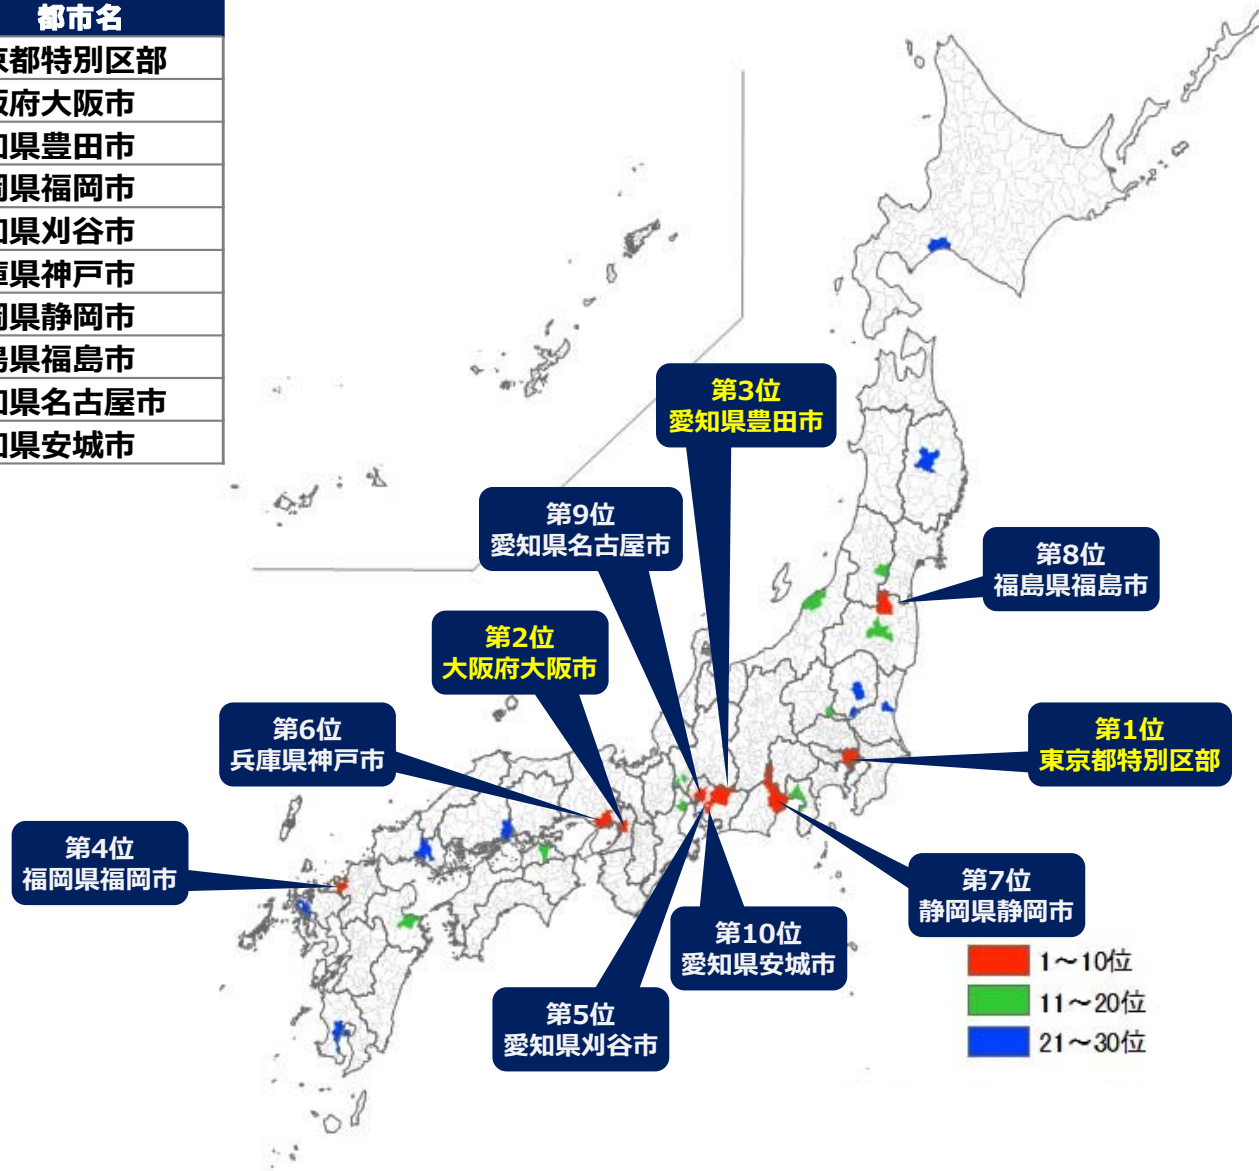 都市名
京都特別区部
阪府大阪市
知県豊田市
岡県福岡市
知県刈谷市
庫県神戸市
岡県静岡市
島県福島市
知県名古屋市
知県安城市
第3位
愛知県豊田市
第9位
愛知県名古屋市
第8位
福島県福島市
第2位
大阪府大阪市
第6位
兵庫県神戸市
第1位
東京都特別区部
第4位
福岡県福岡市
第7位
静岡県静岡市
第10位
愛知県安城市
第5位
愛知県刈谷市
1～10位
11～20位
21～30位